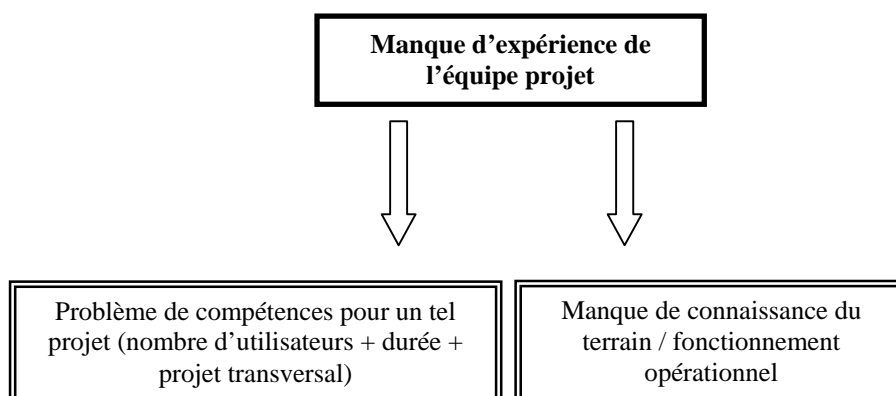 Manque d’expérience de
l’équipe projet
Problème de compétences pour un tel
projet (nombre d’utilisateurs + durée +
projet transversal)
Manque de connaissance du
terrain / fonctionnement
opérationnel